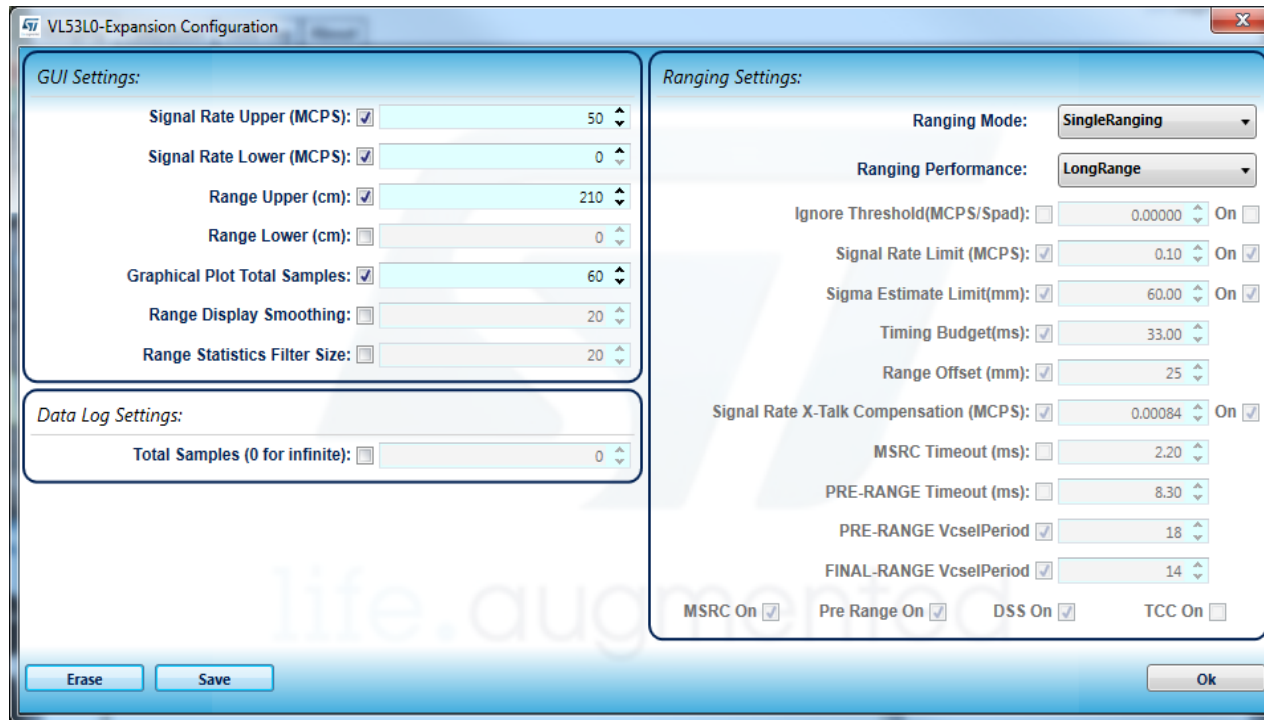 VL53L0-Expansion Configuration
GUI Settings:
Signal Rate Upper (MCPS): 50
Signal Rate Lower (MCPS): 0
Range Upper (cm): 210
Range Lower (cm): 0
Graphical Plot Total Samples: 60
Range Display Smoothing: 20
Range Statistics Filter Size: 20
Data Log Settings:
Total Samples (0 for infinite): 0
Ranging Settings:
Ranging Mode: SingleRanging
Ranging Performance: LongRange
Ignore Threshold(MCPS/Spad): 0.00000 On
Signal Rate Limit (MCPS): 0.10 On
Sigma Estimate Limit(mm): 60.00 On
Timing Budget(ms): 33.00
Range Offset (mm): 25
Signal Rate X-Talk Compensation (MCPS): 0.00084 On
MSRC Timeout (ms): 2.20
PRE-RANGE Timeout (ms): 8.30
PRE-RANGE VcselPeriod 18
FINAL-RANGE VcselPeriod 14
MSRC On Pre Range On DSS On TCC On
life.augmented
Erase Save Ok